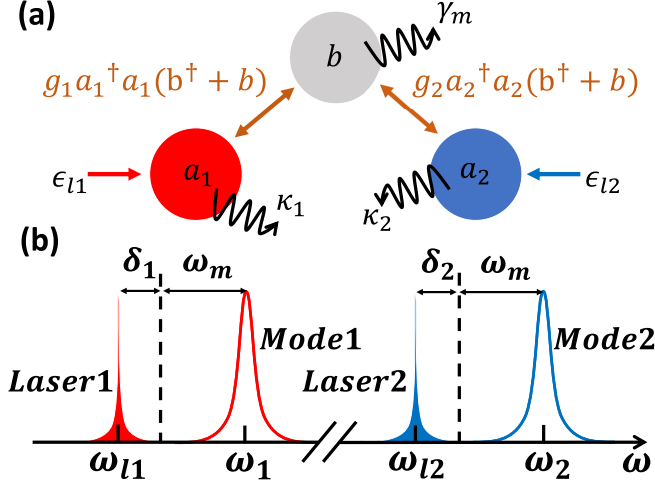 (a)
γₘ
b
g₁a₁†a₁(b† + b) g₂a₂†a₂(b† + b)
ϵₗ₁ a₁ κ₁ κ₂ a₂ ϵₗ₂
(b)
δ₁ ωₘ δ₂ ωₘ
Mode1 Mode2
Laser1 Laser2
ωₗ₁ ω₁ ωₗ₂ ω₂ ω